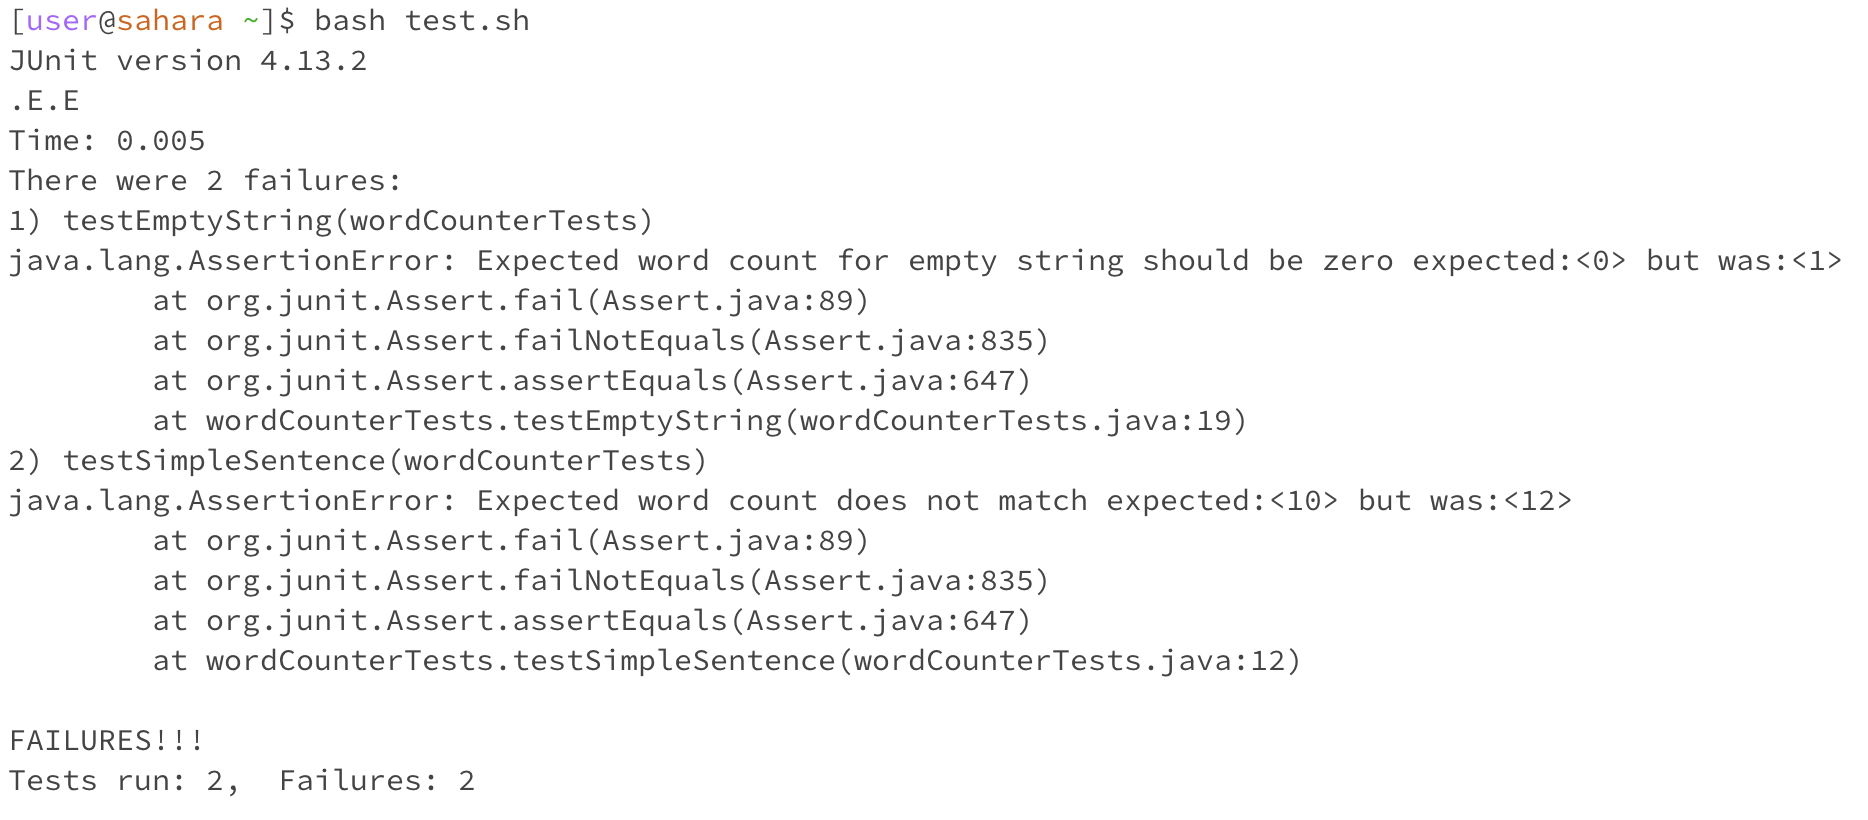 [user@sahara ~]$ bash test.sh
JUnit version 4.13.2
.E.E
Time: 0.005
There were 2 failures:
1) testEmptyString(wordCounterTests)
java.lang.AssertionError: Expected word count for empty string should be zero expected:<0> but was:<1>
        at org.junit.Assert.fail(Assert.java:89)
        at org.junit.Assert.failNotEquals(Assert.java:835)
        at org.junit.Assert.assertEquals(Assert.java:647)
        at wordCounterTests.testEmptyString(wordCounterTests.java:19)
2) testSimpleSentence(wordCounterTests)
java.lang.AssertionError: Expected word count does not match expected:<10> but was:<12>
        at org.junit.Assert.fail(Assert.java:89)
        at org.junit.Assert.failNotEquals(Assert.java:835)
        at org.junit.Assert.assertEquals(Assert.java:647)
        at wordCounterTests.testSimpleSentence(wordCounterTests.java:12)

FAILURES!!!
Tests run: 2,  Failures: 2